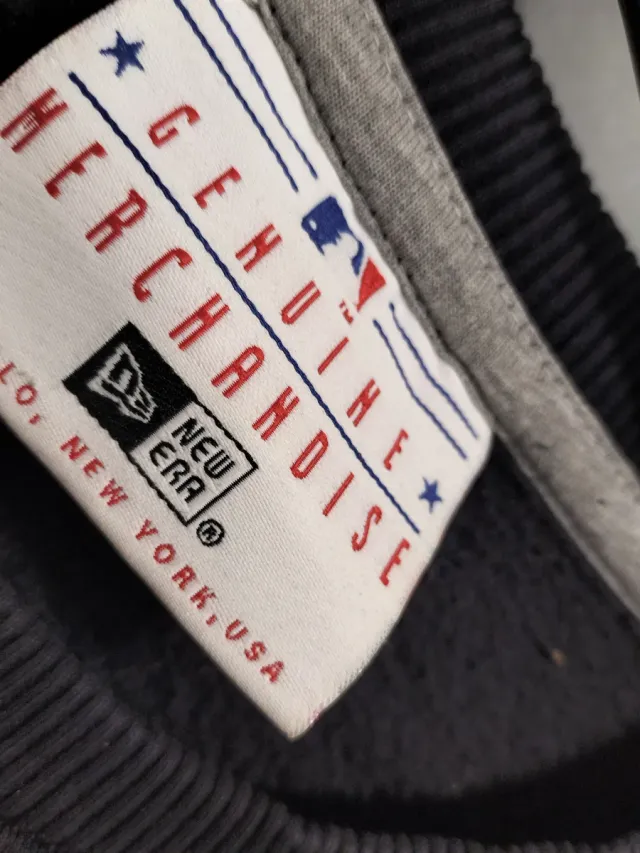 GENUINE
MERCHANDISE
NEW
ERA
®
LO, NEW YORK, USA